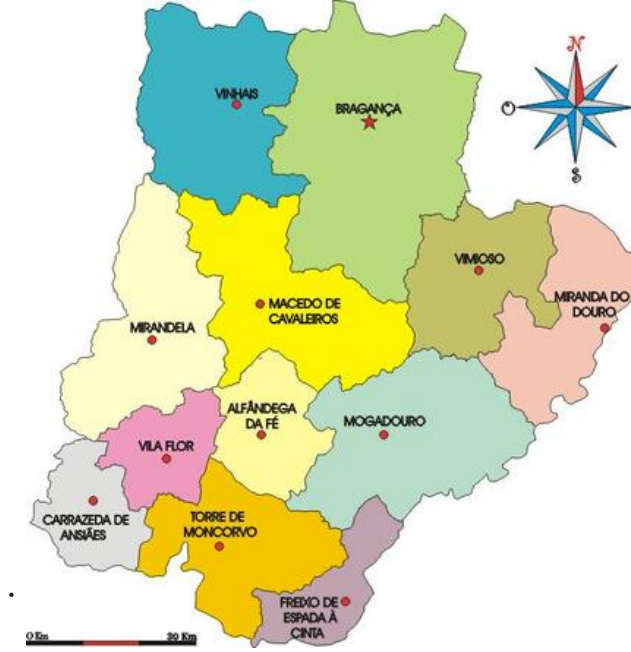 N
VINHAIS
BRAGANÇA
O
S
VIMIOSO
MIRANDA DO
DOURO
MACEDO DE
CAVALEIROS
MIRANDELA
ALFÂNDEGA
DA FÉ
MOGADOURO
VILA FLOR
CARRAZEDA DE
ANSIÃES
TORRE DE
MONCORVO
FREIXO DE
ESPADA À
CINTA
0 Km
20 Km